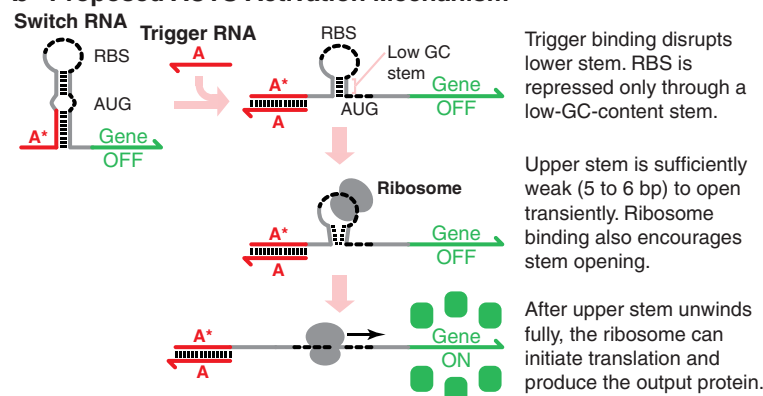 Switch RNA
RBS
AUG
A*
Gene
OFF
Trigger RNA
A
RBS
Low GC
stem
A*
A
AUG
Gene
OFF
Trigger binding disrupts
lower stem. RBS is
repressed only through a
low-GC-content stem.
Ribosome
A*
A
Gene
OFF
Upper stem is sufficiently
weak (5 to 6 bp) to open
transiently. Ribosome
binding also encourages
stem opening.
A*
A
Gene
ON
After upper stem unwinds
fully, the ribosome can
initiate translation and
produce the output protein.